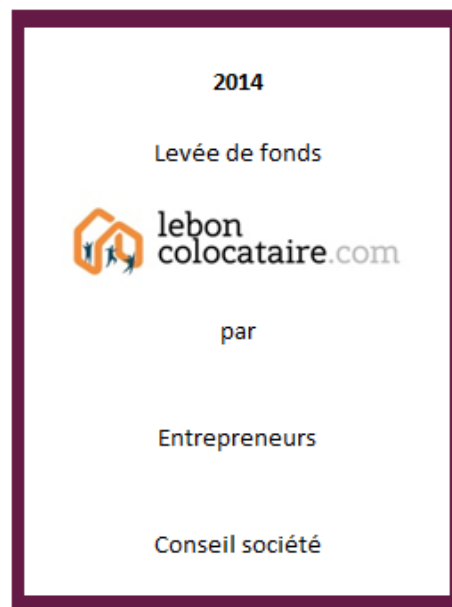 2014
Levée de fonds
lebon
colocataire.com
par
Entrepreneurs
Conseil société